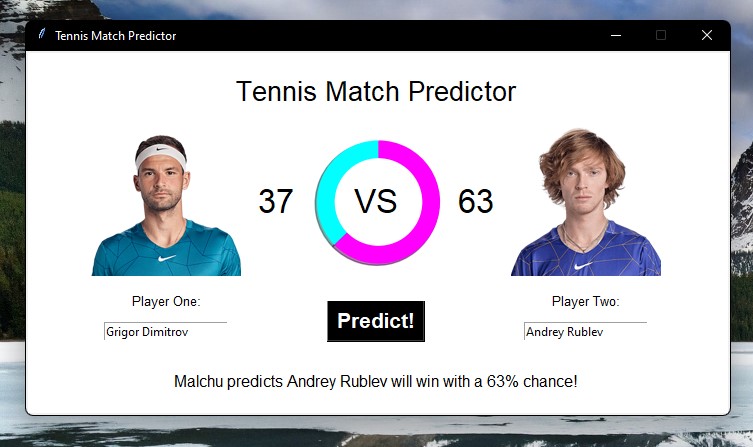 Tennis Match Predictor
Tennis Match Predictor
37
VS
63
Player One:
Player Two:
Grigor Dimitrov
Predict!
Andrey Rublev
Malchu predicts Andrey Rublev will win with a 63% chance!